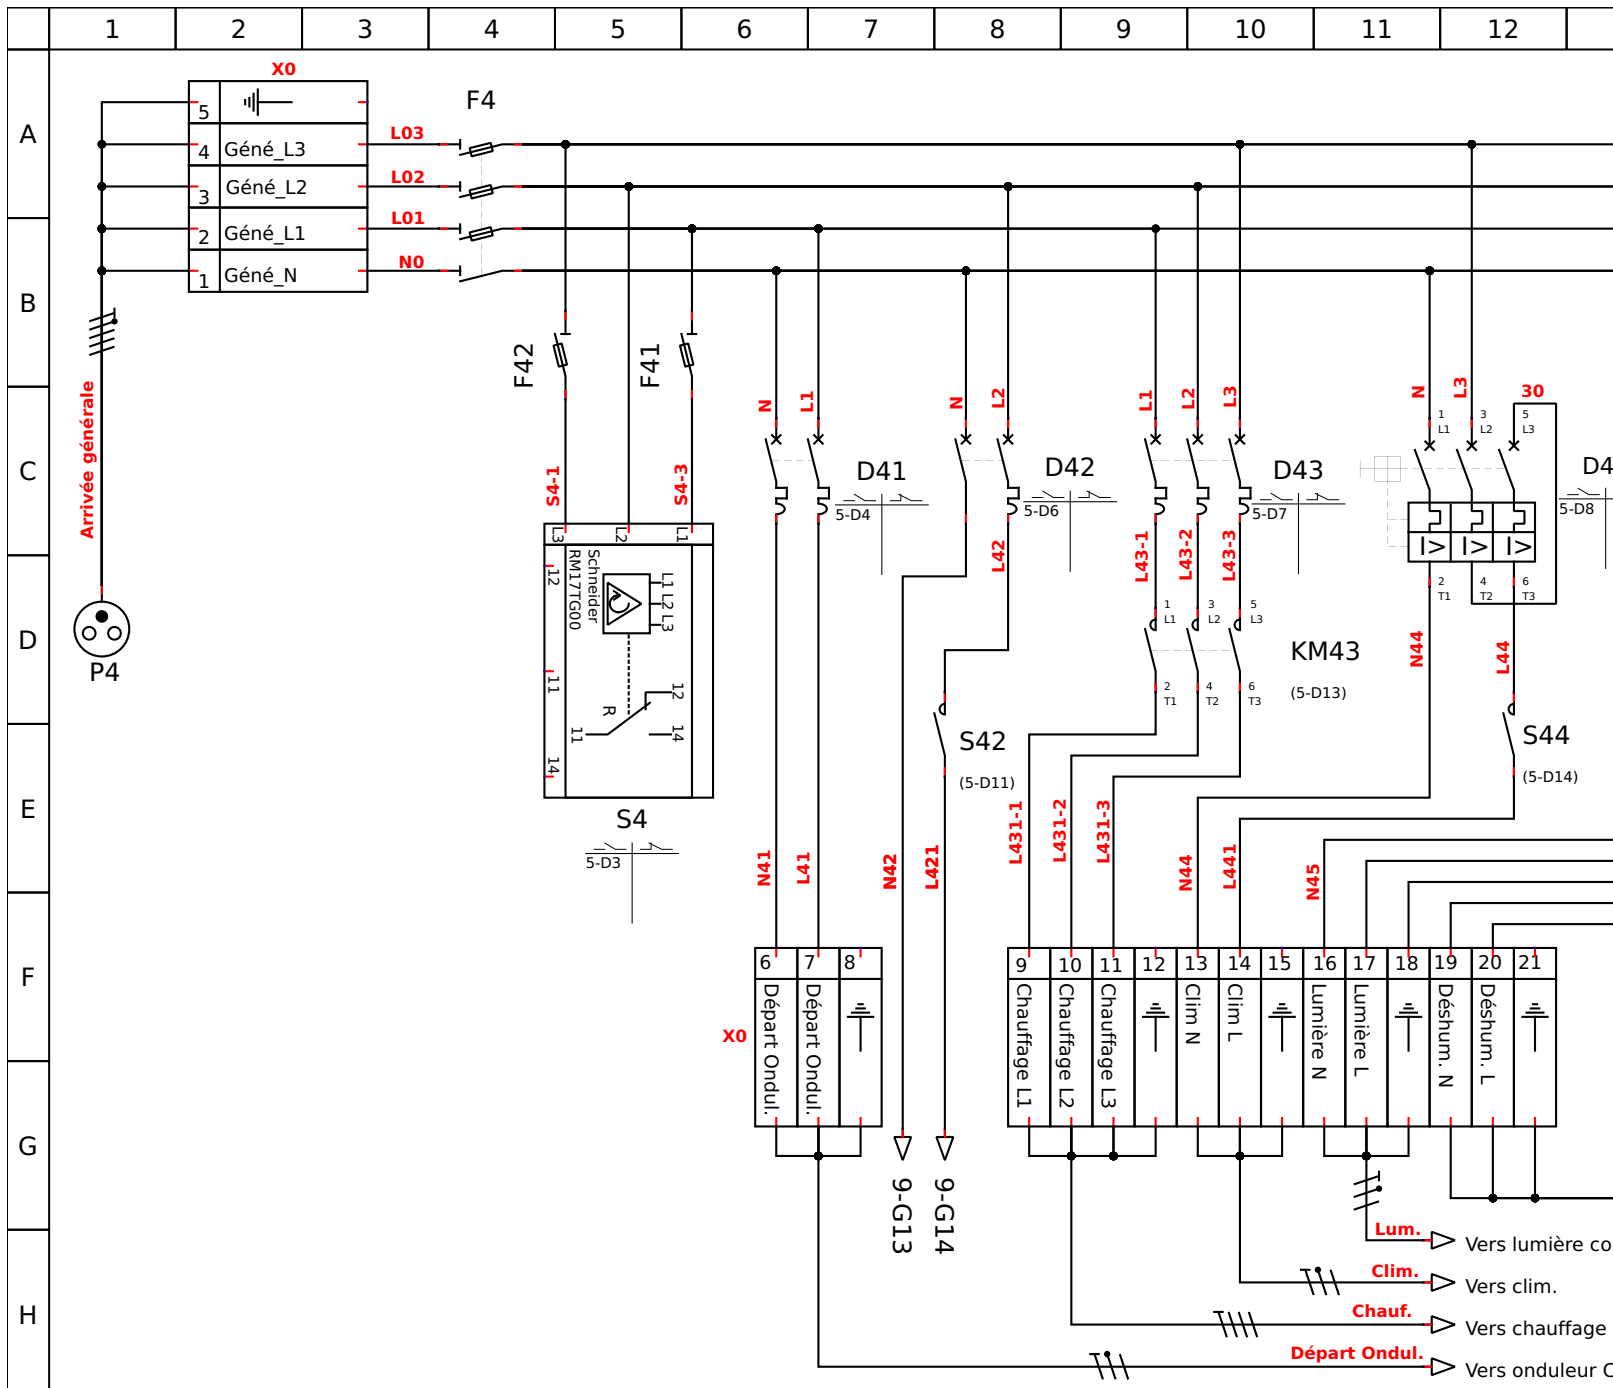 1 2 3 4 5 6 7 8 9 10 11 12
A
B
C
D
E
F
G
H
X0
5
4 Géné_L3
3 Géné_L2
2 Géné_L1
1 Géné_N
L03
L02
L01
N0
F4
Arrivée générale
P4
F42
F41
S4-1
S4-3
L3 L2 L1
12
11
14
Schneider
RM17TG00
L1 L2 L3
R
12
11
14
S4
5-D3
N
L1
D41
5-D4
N
L2
D42
5-D6
L42
L1
L2
L3
D43
5-D7
L43-1
L43-2
L43-3
1 L1
3 L2
5 L3
KM43
(5-D13)
2 T1
4 T2
6 T3
N
L3
30
1 L1
3 L2
5 L3
I> I> I>
D4
5-D8
2 T1
4 T2
6 T3
N44
L44
S42
(5-D11)
S44
(5-D14)
N41
L41
N42
L421
L431-1
L431-2
L431-3
N44
L441
N45
X0
6 7 8
Départ Ondul.
Départ Ondul.
9 10 11 12 13 14 15 16 17 18 19 20 21
Chauffage L1
Chauffage L2
Chauffage L3
Clim N
Clim L
Lumière N
Lumière L
Déshum. N
Déshum. L
9-G13
9-G14
Lum.
Vers lumière co
Clim.
Vers clim.
Chauf.
Vers chauffage
Départ Ondul.
Vers onduleur C